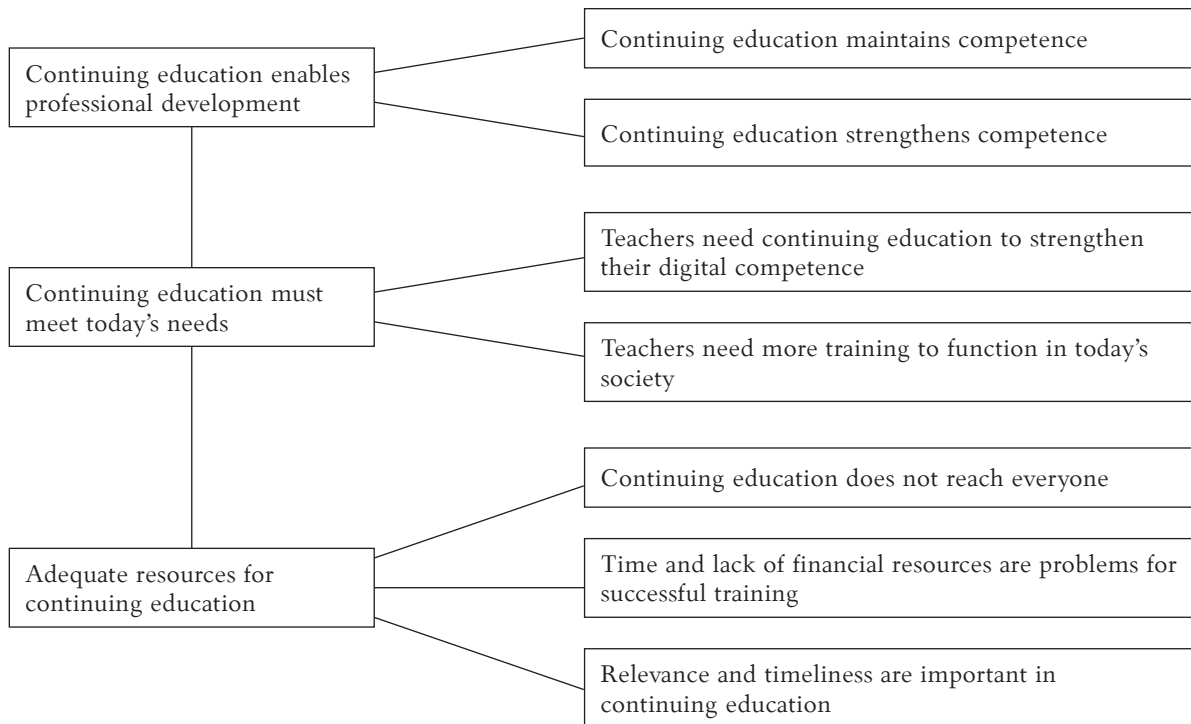 Continuing education enables
professional development
Continuing education maintains competence
Continuing education strengthens competence
Continuing education must
meet today’s needs
Teachers need continuing education to strengthen
their digital competence
Teachers need more training to function in today’s
society
Adequate resources for
continuing education
Continuing education does not reach everyone
Time and lack of financial resources are problems for
successful training
Relevance and timeliness are important in
continuing education